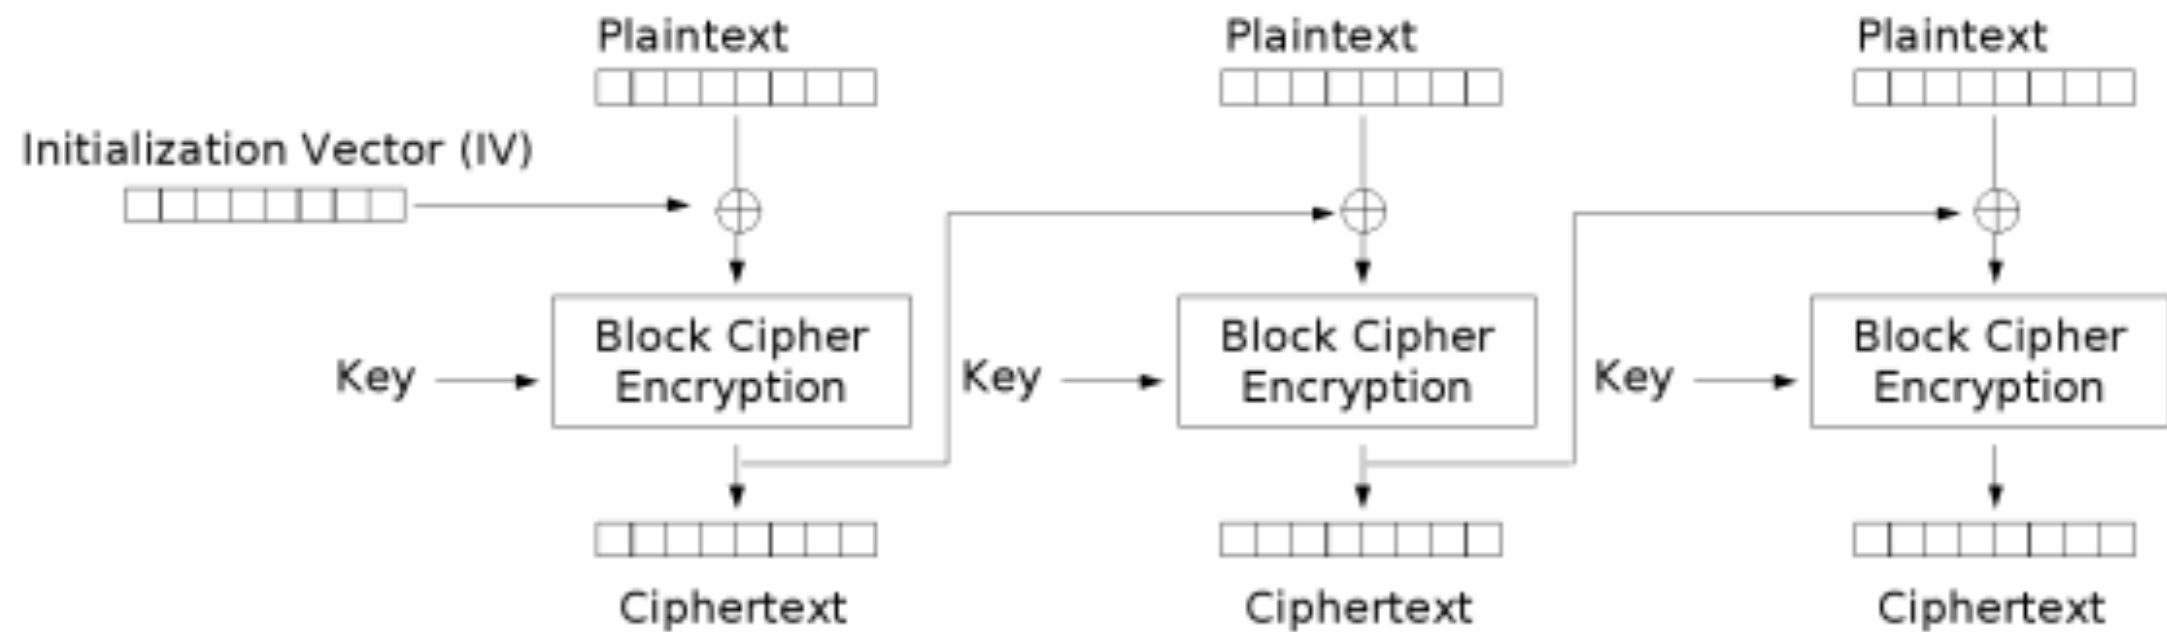 Plaintext
Plaintext
Plaintext
Initialization Vector (IV)
Block Cipher
Encryption
Block Cipher
Encryption
Block Cipher
Encryption
Key
Key
Key
Ciphertext
Ciphertext
Ciphertext